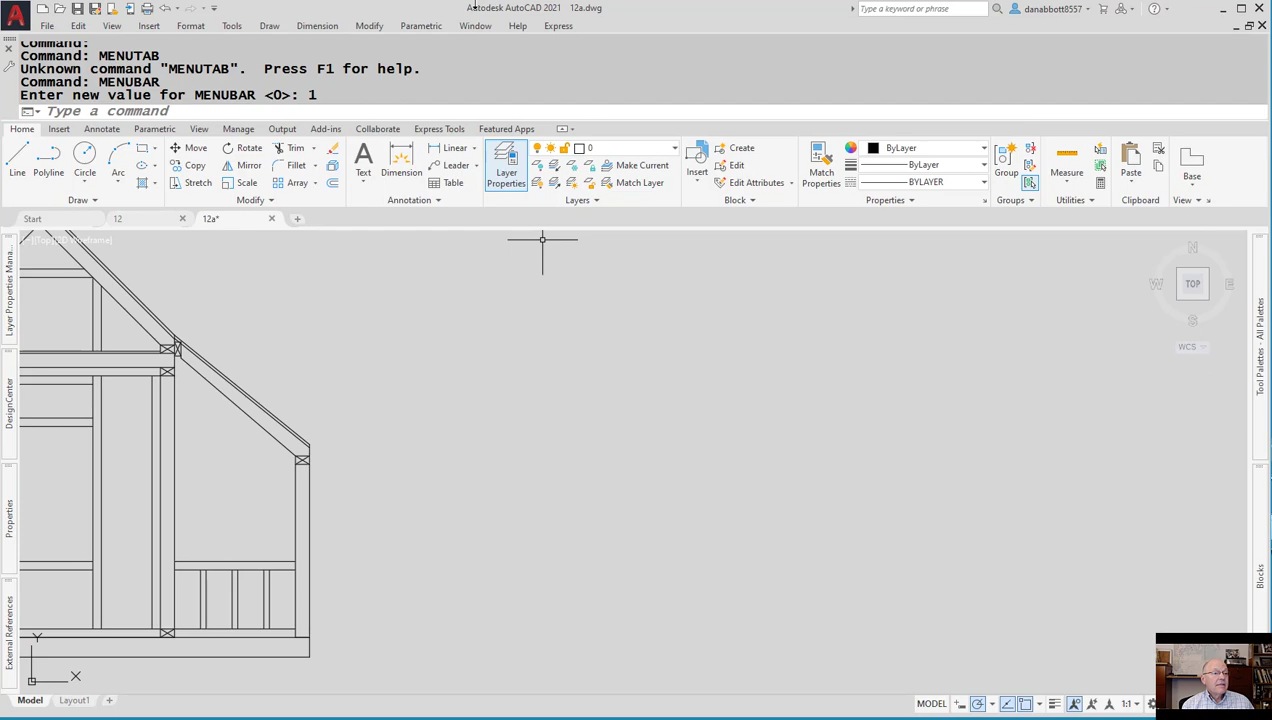 Autodesk AutoCAD 2021 12a.dwg
Type a keyword or phrase
danabbott8557
File Edit View Insert Format Tools Draw Dimension Modify Parametric Window Help Express
Command:
Command: MENUTAB
Unknown command "MENUTAB". Press F1 for help.
Command: MENUBAR
Enter new value for MENUBAR <0>: 1
Type a command
Home Insert Annotate Parametric View Manage Output Add-ins Collaborate Express Tools Featured Apps
Move Rotate Trim Linear 0 Create ByLayer
Copy Mirror Fillet Leader Make Current Edit ByLayer
Line Polyline Circle Arc Text Dimension Layer Properties Insert Match Properties Group Measure Paste Base
Stretch Scale Array Table Match Layer Edit Attributes BYLAYER
Draw Modify Annotation Layers Block Properties Groups Utilities Clipboard View
Start 12 12a*
[−][Top][2D Wireframe]
N
W TOP E
S
WCS
Layer Properties Mana...
DesignCenter
Properties
External References
Tool Palettes - All Palettes
Blocks
Y
X
Model Layout1
MODEL 1:1